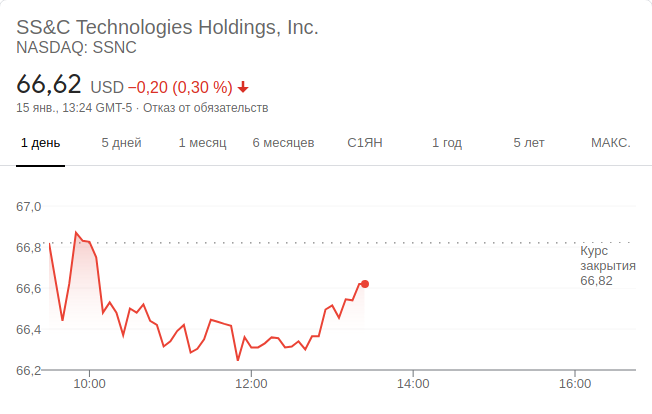 SS&C Technologies Holdings, Inc.
NASDAQ: SSNC
66,62 USD −0,20 (0,30 %)
15 янв., 13:24 GMT-5 · Отказ от обязательств
1 день 5 дней 1 месяц 6 месяцев С1ЯН 1 год 5 лет МАКС.
67,0
66,8
Курс
закрытия
66,82
66,6
66,4
66,2
10:00 12:00 14:00 16:00